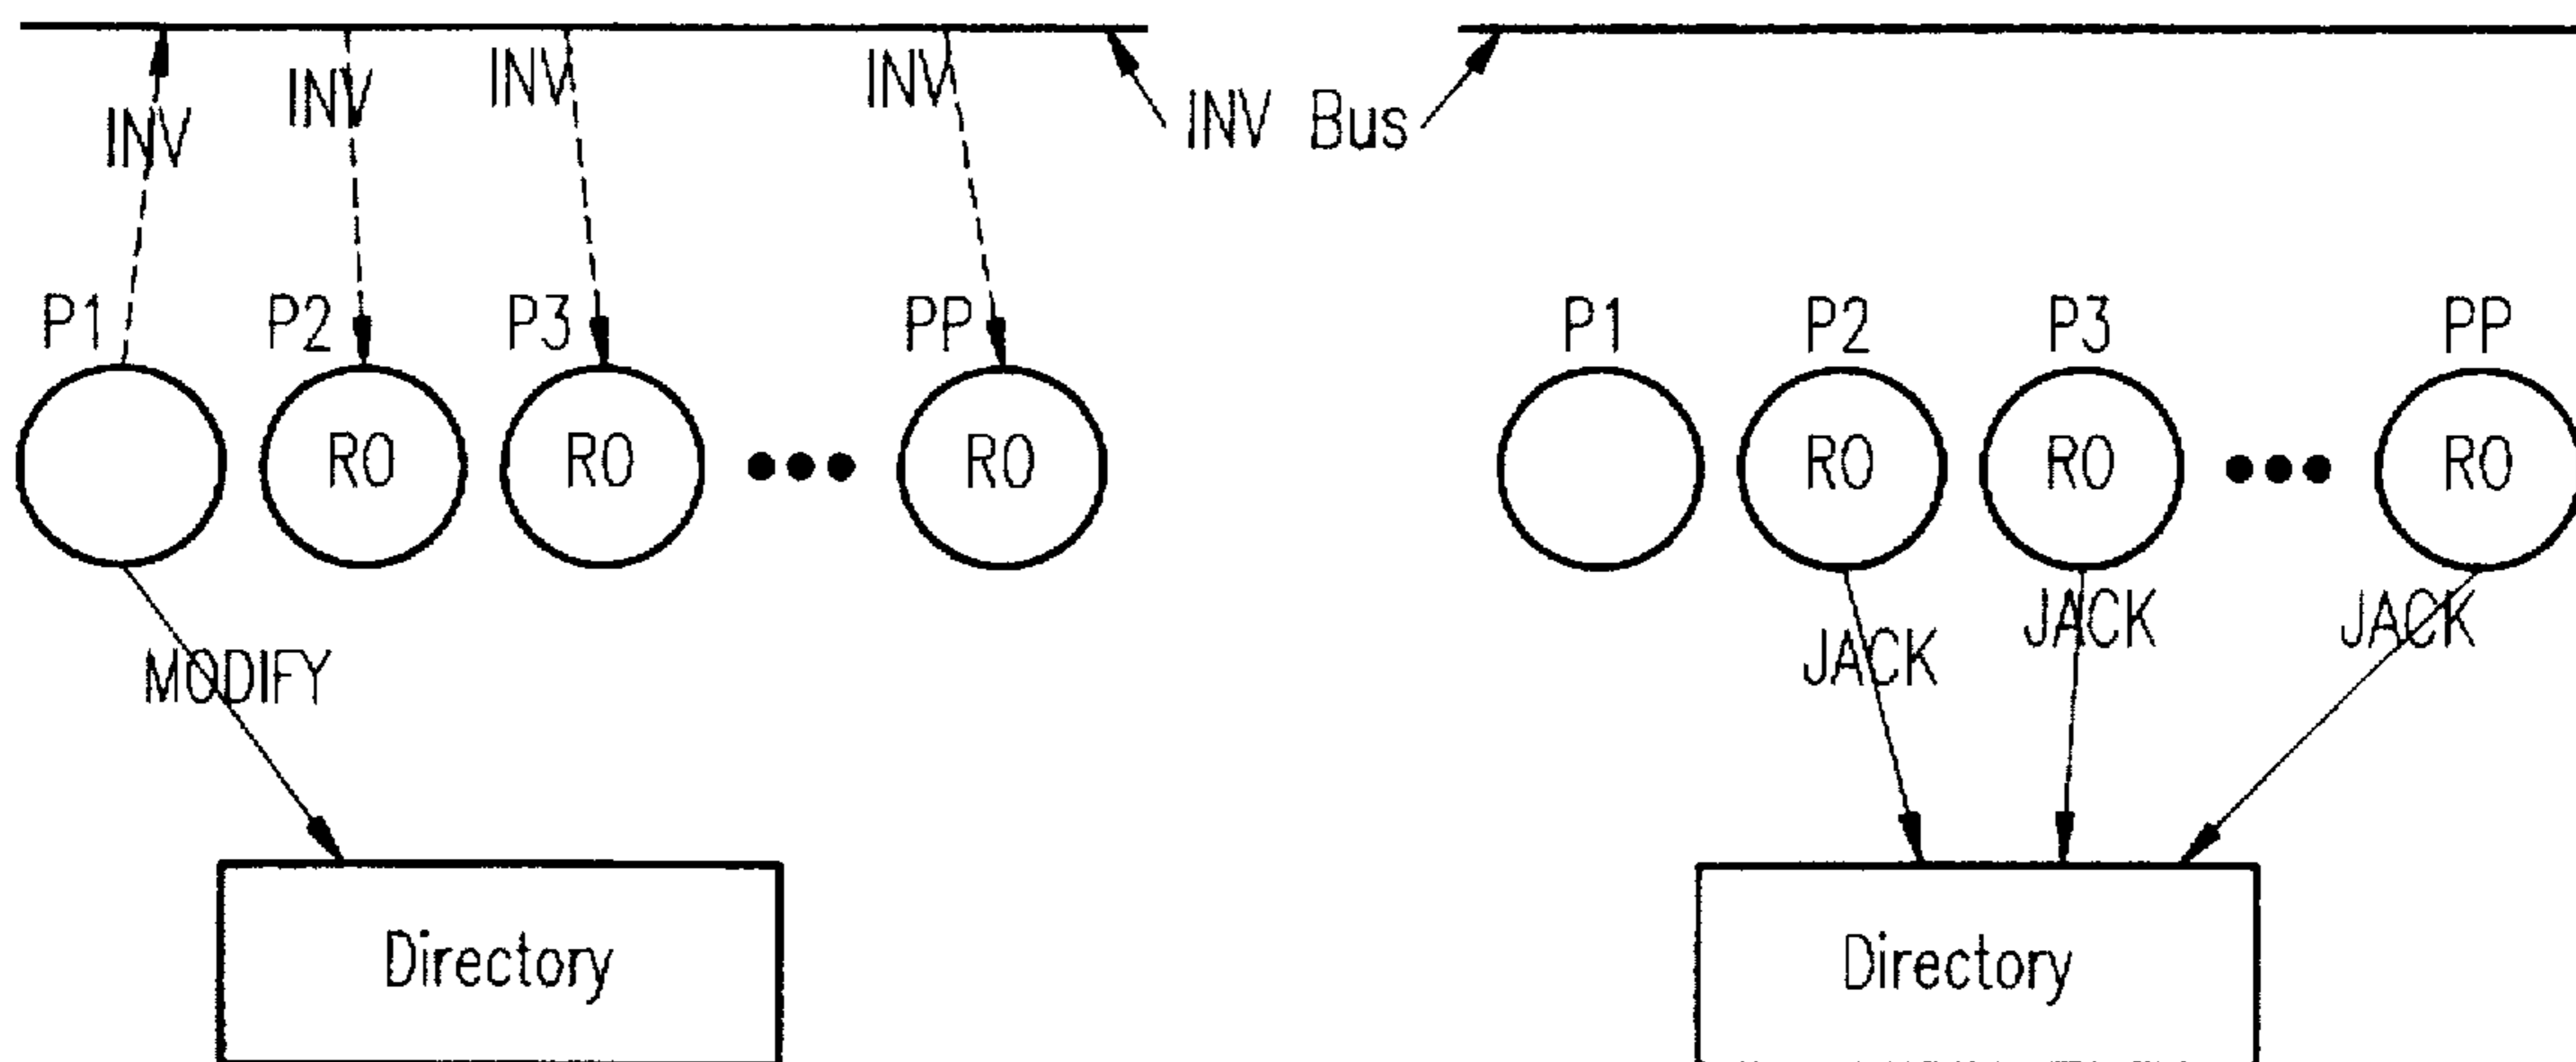 INV INV INV INV
INV Bus
P1 P2 P3 PP
RO RO RO
MODIFY
Directory
P1 P2 P3 PP
RO RO RO
JACK JACK JACK
Directory